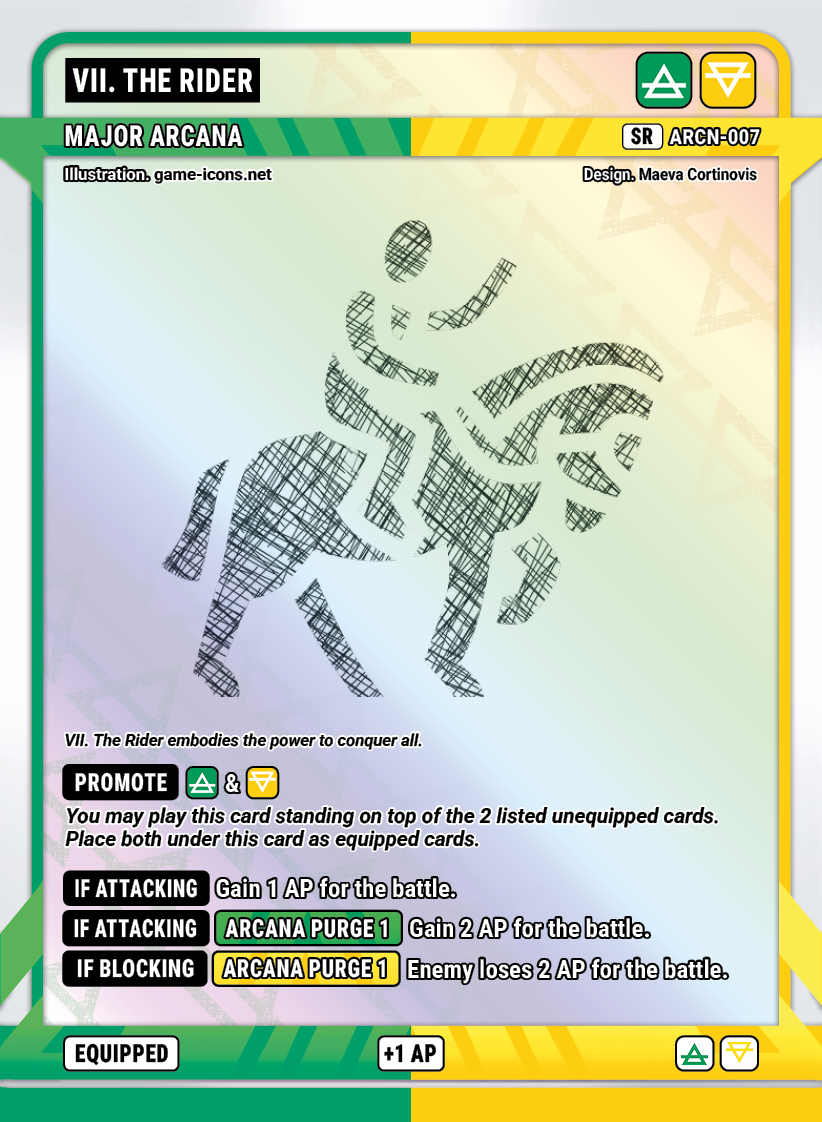 VII. THE RIDER
MAJOR ARCANA
SR ARCN-007
Illustration. game-icons.net
Design. Maeva Cortinovis
VII. The Rider embodies the power to conquer all.
PROMOTE &
You may play this card standing on top of the 2 listed unequipped cards.
Place both under this card as equipped cards.
IF ATTACKING Gain 1 AP for the battle.
IF ATTACKING ARCANA PURGE 1 Gain 2 AP for the battle.
IF BLOCKING ARCANA PURGE 1 Enemy loses 2 AP for the battle.
EQUIPPED +1 AP